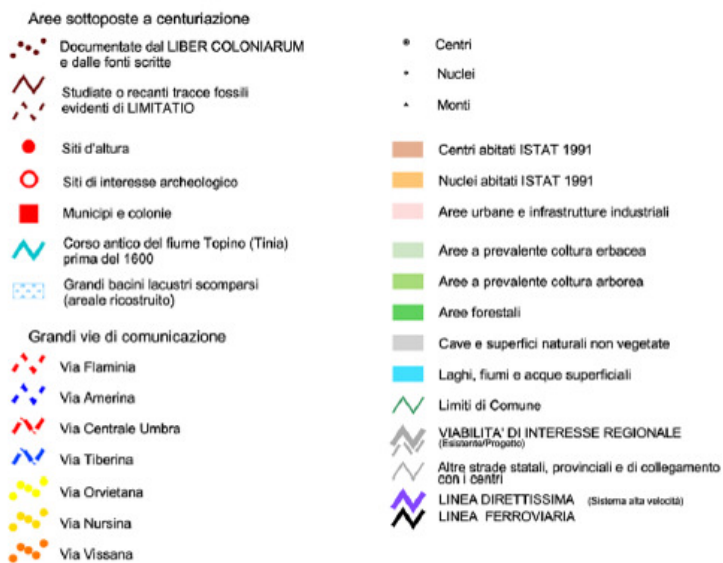 Aree sottoposte a centuriazione
Documentate dal LIBER COLONIARUM
e dalle fonti scritte
Studiate o recanti tracce fossili
evidenti di LIMITATIO
Siti d'altura
Siti di interesse archeologico
Municipi e colonie
Corso antico del fiume Topino (Tinia)
prima del 1600
Grandi bacini lacustri scomparsi
(areale ricostruito)
Grandi vie di comunicazione
Via Flaminia
Via Amerina
Via Centrale Umbra
Via Tiberina
Via Orvietana
Via Nursina
Via Vissana
Centri
Nuclei
Monti
Centri abitati ISTAT 1991
Nuclei abitati ISTAT 1991
Aree urbane e infrastrutture industriali
Aree a prevalente coltura erbacea
Aree a prevalente coltura arborea
Aree forestali
Cave e superfici naturali non vegetate
Laghi, fiumi e acque superficiali
Limiti di Comune
VIABILITA' DI INTERESSE REGIONALE
(Esistente/Progetto)
Altre strade statali, provinciali e di collegamento
con i centri
LINEA DIRETTISSIMA (Sistema alta velocità)
LINEA FERROVIARIA